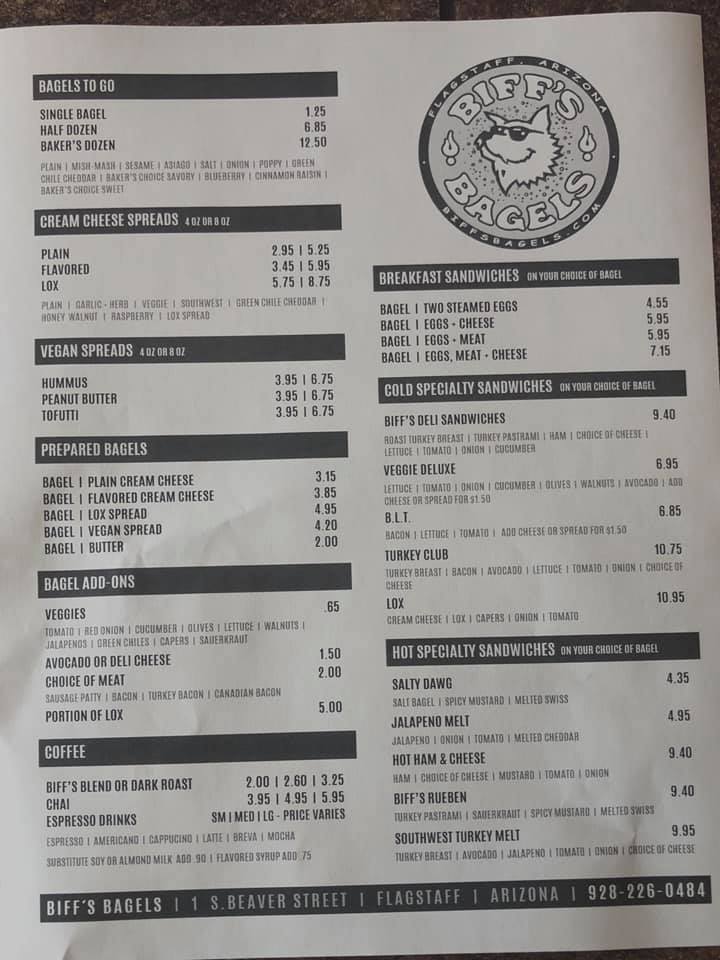 BAGELS TO GO
SINGLE BAGEL 1.25
HALF DOZEN 6.85
BAKER'S DOZEN 12.50
PLAIN | MISH-MASH | SESAME | ASIAGO | SALT | ONION | POPPY | GREEN
CHILE CHEDDAR | BAKER'S CHOICE SAVORY | BLUEBERRY | CINNAMON RAISIN |
BAKER'S CHOICE SWEET
CREAM CHEESE SPREADS 4 OZ OR 8 OZ
PLAIN 2.95 | 5.25
FLAVORED 3.45 | 5.95
LOX 5.75 | 8.75
PLAIN | GARLIC + HERB | VEGGIE | SOUTHWEST | GREEN CHILE CHEDDAR |
HONEY WALNUT | RASPBERRY | LOX SPREAD
VEGAN SPREADS 4 OZ OR 8 OZ
HUMMUS 3.95 | 6.75
PEANUT BUTTER 3.95 | 6.75
TOFUTTI 3.95 | 6.75
PREPARED BAGELS
BAGEL | PLAIN CREAM CHEESE 3.15
BAGEL | FLAVORED CREAM CHEESE 3.85
BAGEL | LOX SPREAD 4.95
BAGEL | VEGAN SPREAD 4.20
BAGEL | BUTTER 2.00
BAGEL ADD-ONS
VEGGIES .65
TOMATO | RED ONION | CUCUMBER | OLIVES | LETTUCE | WALNUTS |
JALAPENOS | GREEN CHILES | CAPERS | SAUERKRAUT
AVOCADO OR DELI CHEESE 1.50
CHOICE OF MEAT 2.00
SAUSAGE PATTY | BACON | TURKEY BACON | CANADIAN BACON
PORTION OF LOX 5.00
COFFEE
BIFF'S BLEND OR DARK ROAST 2.00 | 2.60 | 3.25
CHAI 3.95 | 4.95 | 5.95
ESPRESSO DRINKS SM | MED | LG - PRICE VARIES
ESPRESSO | AMERICANO | CAPPUCINO | LATTE | BREVA | MOCHA
SUBSTITUTE SOY OR ALMOND MILK ADD .90 | FLAVORED SYRUP ADD .75
FLAGSTAFF, ARIZONA
BIFF'S
BAGELS
BIFFSBAGELS.COM
BREAKFAST SANDWICHES ON YOUR CHOICE OF BAGEL
BAGEL | TWO STEAMED EGGS 4.55
BAGEL | EGGS + CHEESE 5.95
BAGEL | EGGS + MEAT 5.95
BAGEL | EGGS, MEAT + CHEESE 7.15
COLD SPECIALTY SANDWICHES ON YOUR CHOICE OF BAGEL
BIFF'S DELI SANDWICHES 9.40
ROAST TURKEY BREAST | TURKEY PASTRAMI | HAM | CHOICE OF CHEESE |
LETTUCE | TOMATO | ONION | CUCUMBER
VEGGIE DELUXE 6.95
LETTUCE | TOMATO | ONION | CUCUMBER | OLIVES | WALNUTS | AVOCADO | ADD
CHEESE OR SPREAD FOR $1.50
B.L.T. 6.85
BACON | LETTUCE | TOMATO | ADD CHEESE OR SPREAD FOR $1.50
TURKEY CLUB 10.75
TURKEY BREAST | BACON | AVOCADO | LETTUCE | TOMATO | ONION | CHOICE OF
CHEESE
LOX 10.95
CREAM CHEESE | LOX | CAPERS | ONION | TOMATO
HOT SPECIALTY SANDWICHES ON YOUR CHOICE OF BAGEL
SALTY DAWG 4.35
SALT BAGEL | SPICY MUSTARD | MELTED SWISS
JALAPENO MELT 4.95
JALAPENO | ONION | TOMATO | MELTED CHEDDAR
HOT HAM & CHEESE 9.40
HAM | CHOICE OF CHEESE | MUSTARD | TOMATO | ONION
BIFF'S RUEBEN 9.40
TURKEY PASTRAMI | SAUERKRAUT | SPICY MUSTARD | MELTED SWISS
SOUTHWEST TURKEY MELT 9.95
TURKEY BREAST | AVOCADO | JALAPENO | TOMATO | ONION | CHOICE OF CHEESE
BIFF'S BAGELS | 1 S.BEAVER STREET | FLAGSTAFF | ARIZONA | 928-226-0484